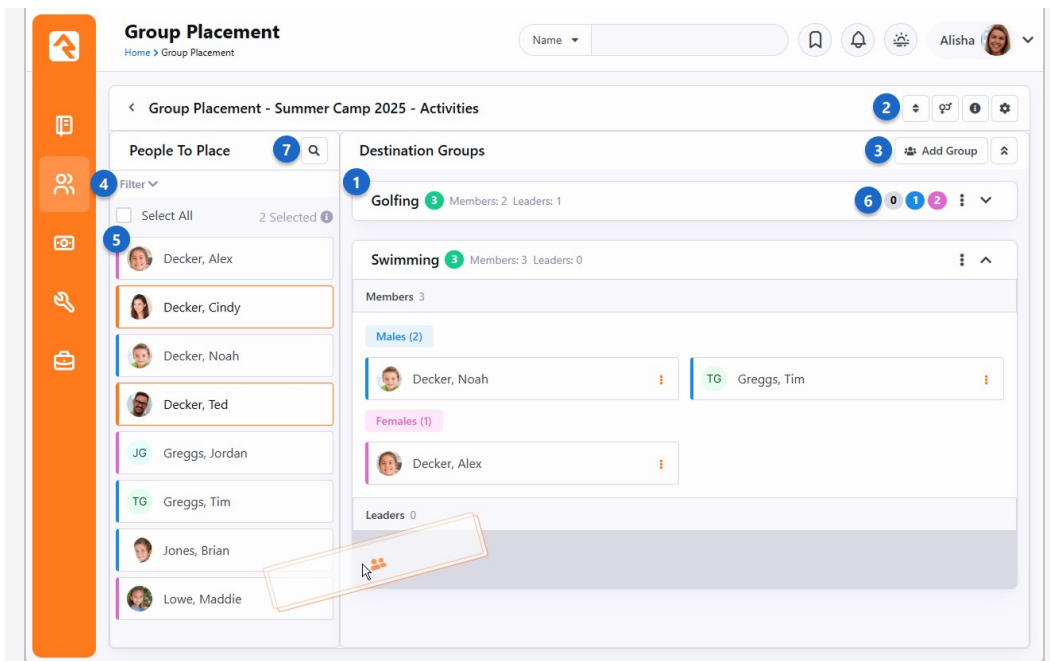 Group Placement
Home > Group Placement
Name
Alisha
Group Placement - Summer Camp 2025 - Activities
2
People To Place
7
Destination Groups
3
Add Group
4
Filter
1
Golfing 3 Members: 2 Leaders: 1
6
0 1 2
Select All
2 Selected
5
Decker, Alex
Decker, Cindy
Decker, Noah
Decker, Ted
JG Greggs, Jordan
TG Greggs, Tim
Jones, Brian
Lowe, Maddie
Swimming 3 Members: 3 Leaders: 0
Members 3
Males (2)
Decker, Noah
TG Greggs, Tim
Females (1)
Decker, Alex
Leaders 0